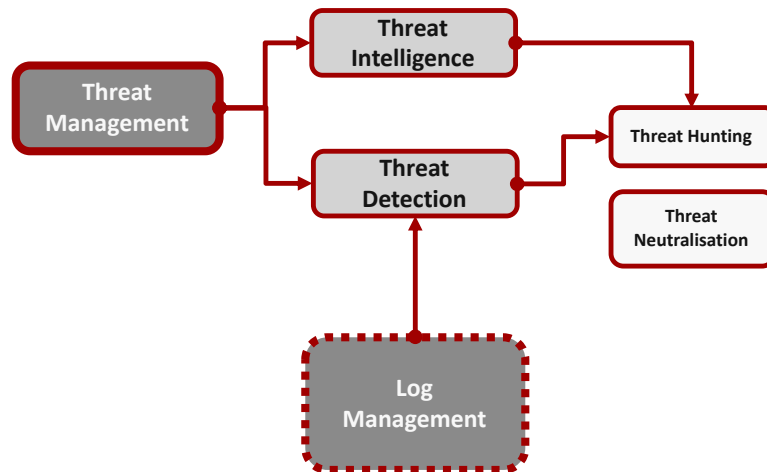 Threat
Intelligence
Threat
Management
Threat Hunting
Threat
Detection
Threat
Neutralisation
Log
Management